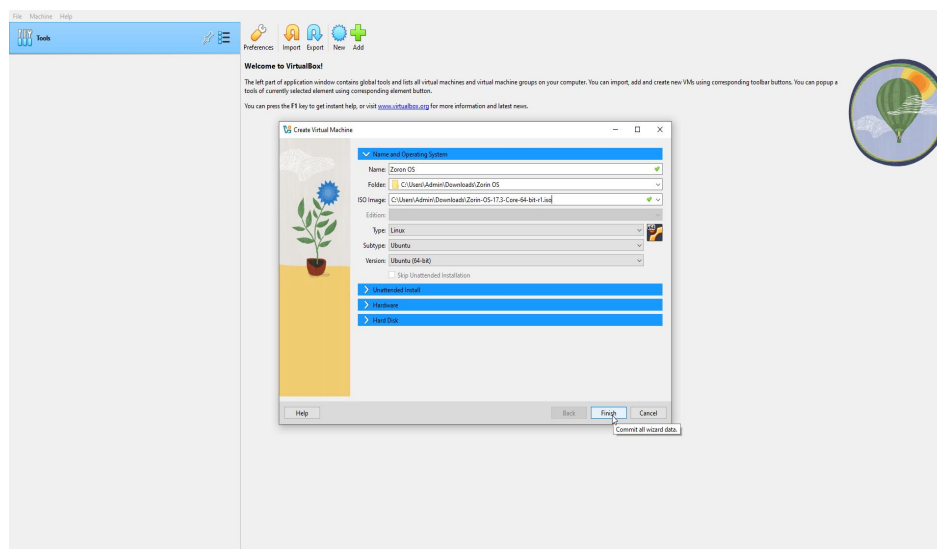 File Machine Help
Tools
Preferences Import Export New Add
Welcome to VirtualBox!
The left part of application window contains global tools and lists all virtual machines and virtual machine groups on your computer. You can import, add and create new VMs using corresponding toolbar buttons. You can popup a
tools of currently selected element using corresponding element button.
You can press the F1 key to get instant help, or visit www.virtualbox.org for more information and latest news.
Create Virtual Machine
Name and Operating System
Name: Zoron OS
Folder: C:\Users\Admin\Downloads\Zorin OS
ISO Image: C:\Users\Admin\Downloads\Zorin-OS-17.3-Core-64-bit-r1.iso
Edition:
Type: Linux
Subtype: Ubuntu
Version: Ubuntu (64-bit)
Skip Unattended Installation
Unattended Install
Hardware
Hard Disk
Help Back Finish Cancel
Commit all wizard data.